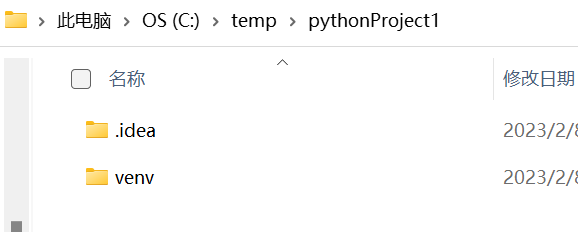 此电脑 OS (C:) temp pythonProject1
名称 修改日期
.idea 2023/2/8
venv 2023/2/8